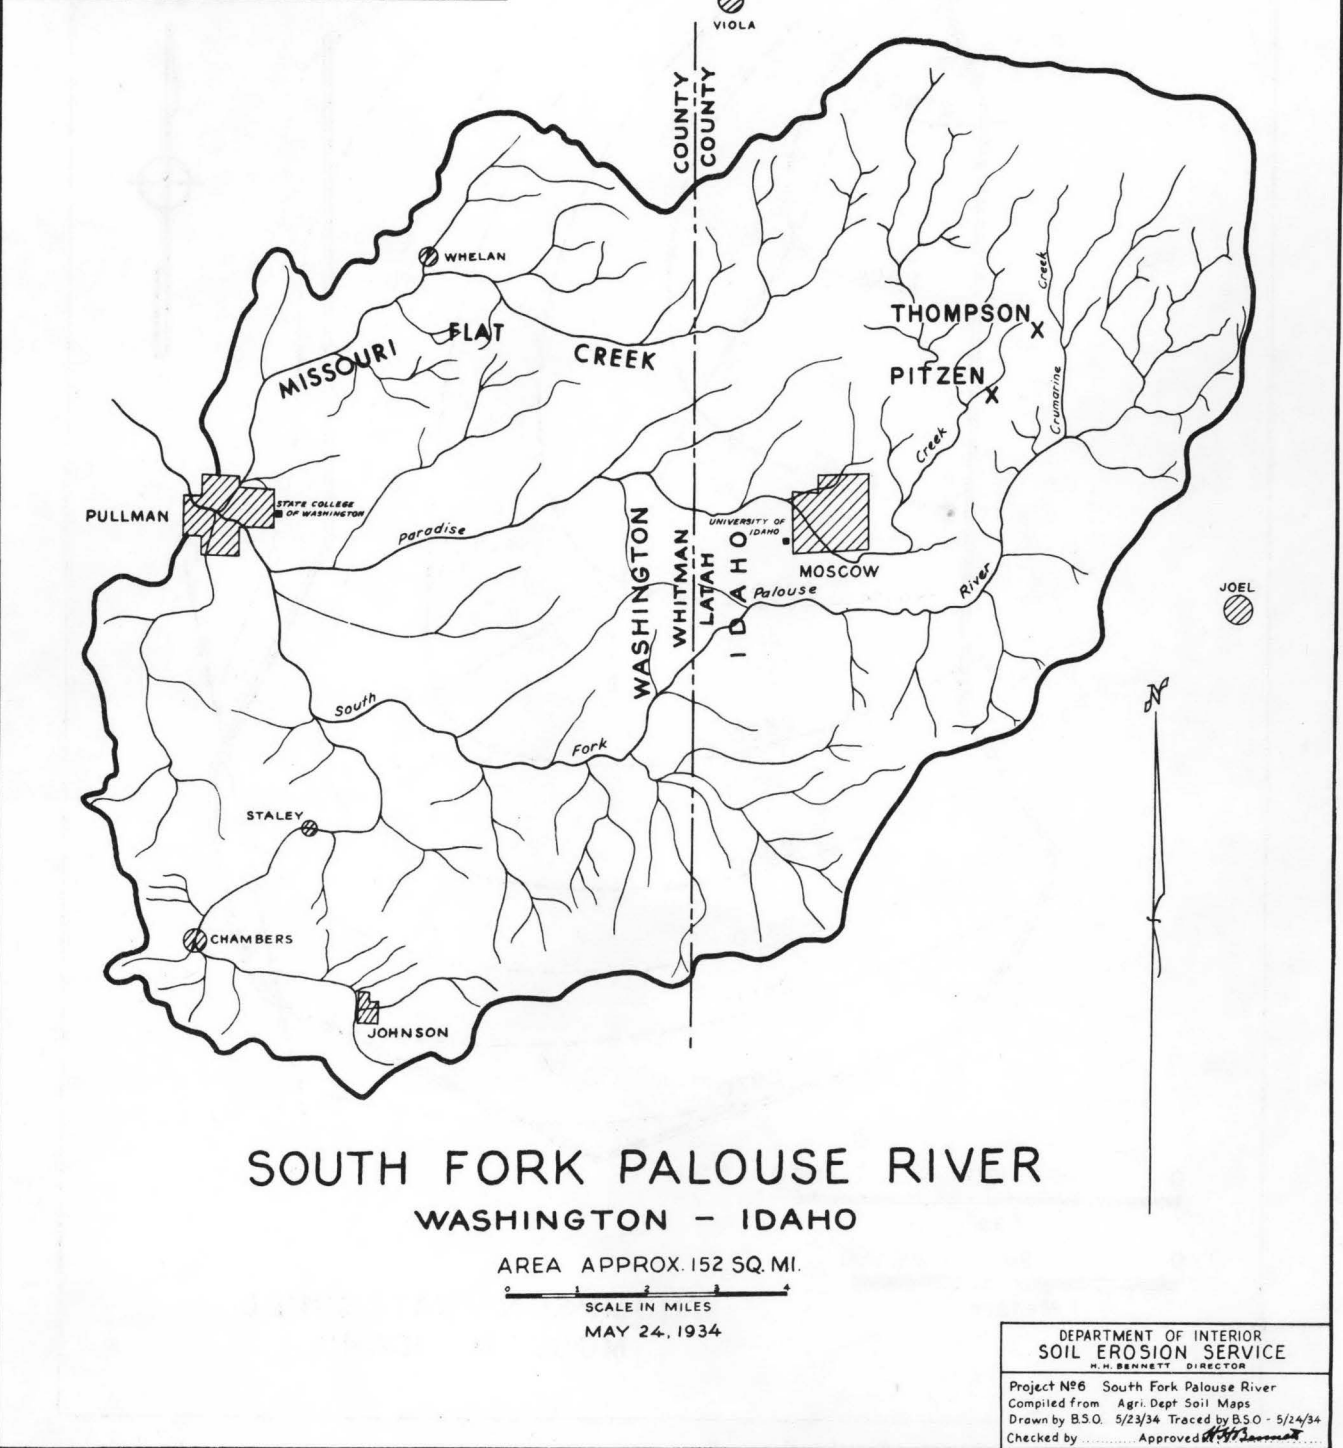 VIOLA
COUNTY
COUNTY
WHELAN
Creek
THOMPSON X
MISSOURI FLAT CREEK
PITZEN X
Crumarine
Creek
PULLMAN
STATE COLLEGE
OF WASHINGTON
Paradise
UNIVERSITY OF
IDAHO
MOSCOW
WASHINGTON
WHITMAN
LATAH
IDAHO
Palouse
River
JOEL
South
Fork
N
STALEY
CHAMBERS
JOHNSON
SOUTH FORK PALOUSE RIVER
WASHINGTON – IDAHO
AREA APPROX. 152 SQ. MI.
0 1 2 3 4
SCALE IN MILES
MAY 24, 1934
DEPARTMENT OF INTERIOR
SOIL EROSION SERVICE
H. H. BENNETT DIRECTOR
Project Nº6 South Fork Palouse River
Compiled from Agri. Dept Soil Maps
Drawn by B.S.O. 5/23/34 Traced by B.S.O - 5/24/34
Checked by .......... Approved HHBennett